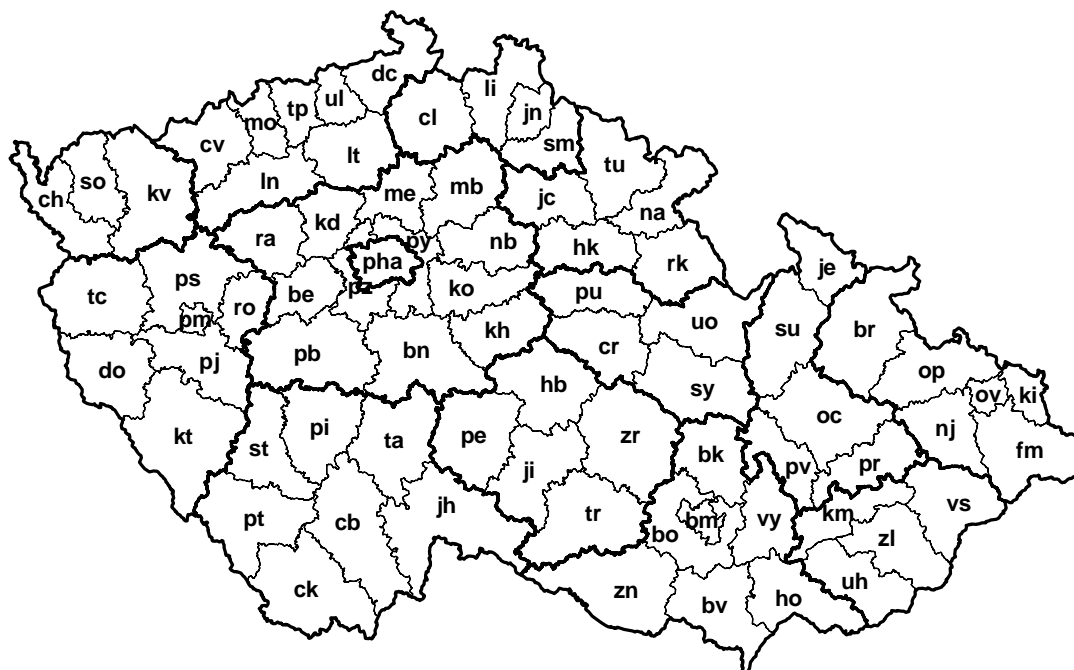 dc
li
ul
tp
jn
cl
mo
cv
sm
lt
tu
so
ln
mb
kv
me
ch
jc
na
kd
ra
py
nb
hk
pha
rk
je
ps
pz
ko
be
pu
tc
ro
pm
uo
su
br
kh
cr
bn
pb
pj
do
op
hb
sy
ov
ki
oc
pi
nj
kt
pe
zr
ta
st
fm
bk
pr
pv
ji
vs
jh
tr
km
pt
cb
bm
vy
bo
zl
uh
ck
zn
ho
bv